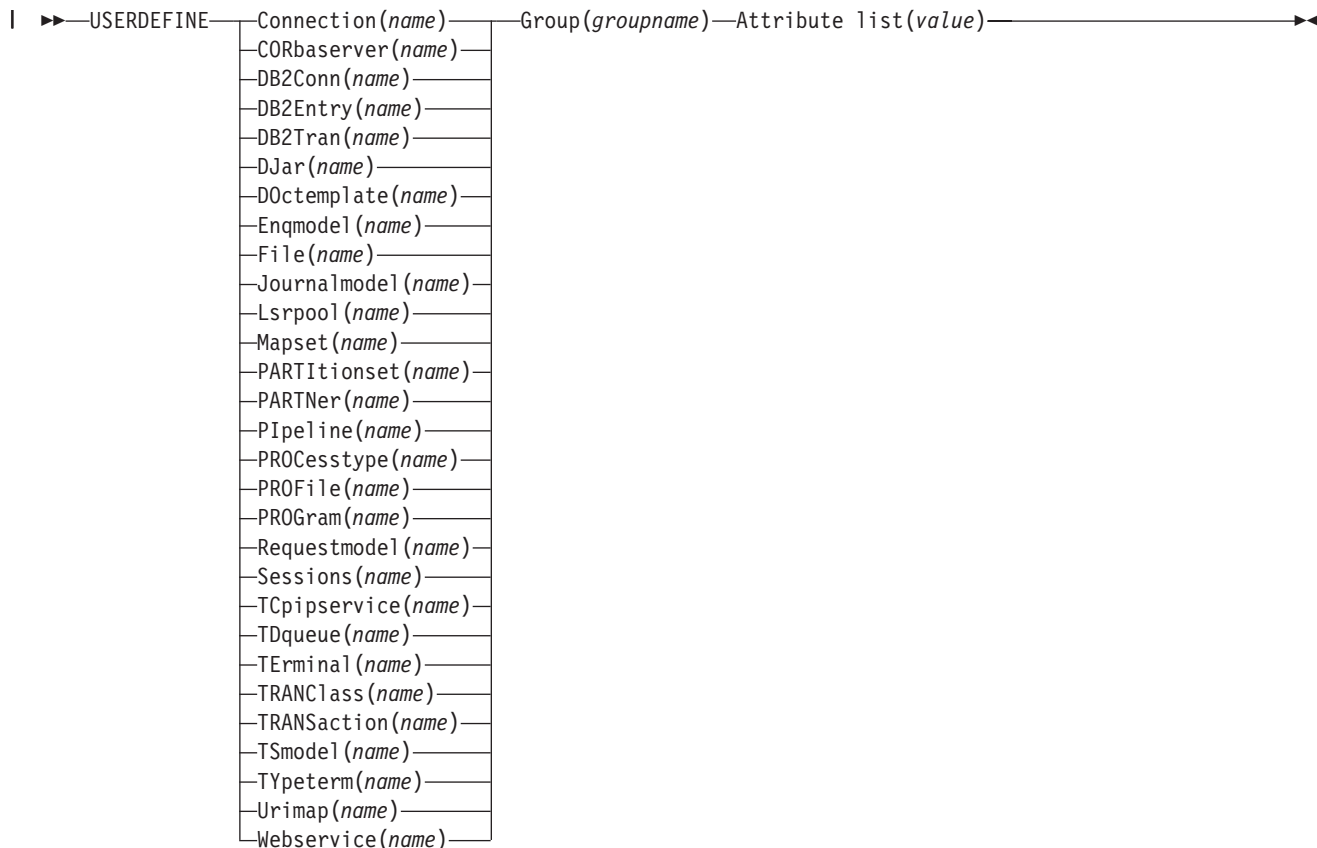 USERDEFINE Connection(name) Group(groupname) Attribute list(value)
CORbaserver(name)
DB2Conn(name)
DB2Entry(name)
DB2Tran(name)
DJar(name)
DOctemplate(name)
Enqmodel(name)
File(name)
Journalmodel(name)
Lsrpool(name)
Mapset(name)
PARTItionset(name)
PARTNer(name)
PIpeline(name)
PROCesstype(name)
PROFile(name)
PROGram(name)
Requestmodel(name)
Sessions(name)
TCpipservice(name)
TDqueue(name)
TErminal(name)
TRANClass(name)
TRANSaction(name)
TSmodel(name)
TYpeterm(name)
Urimap(name)
Webservice(name)